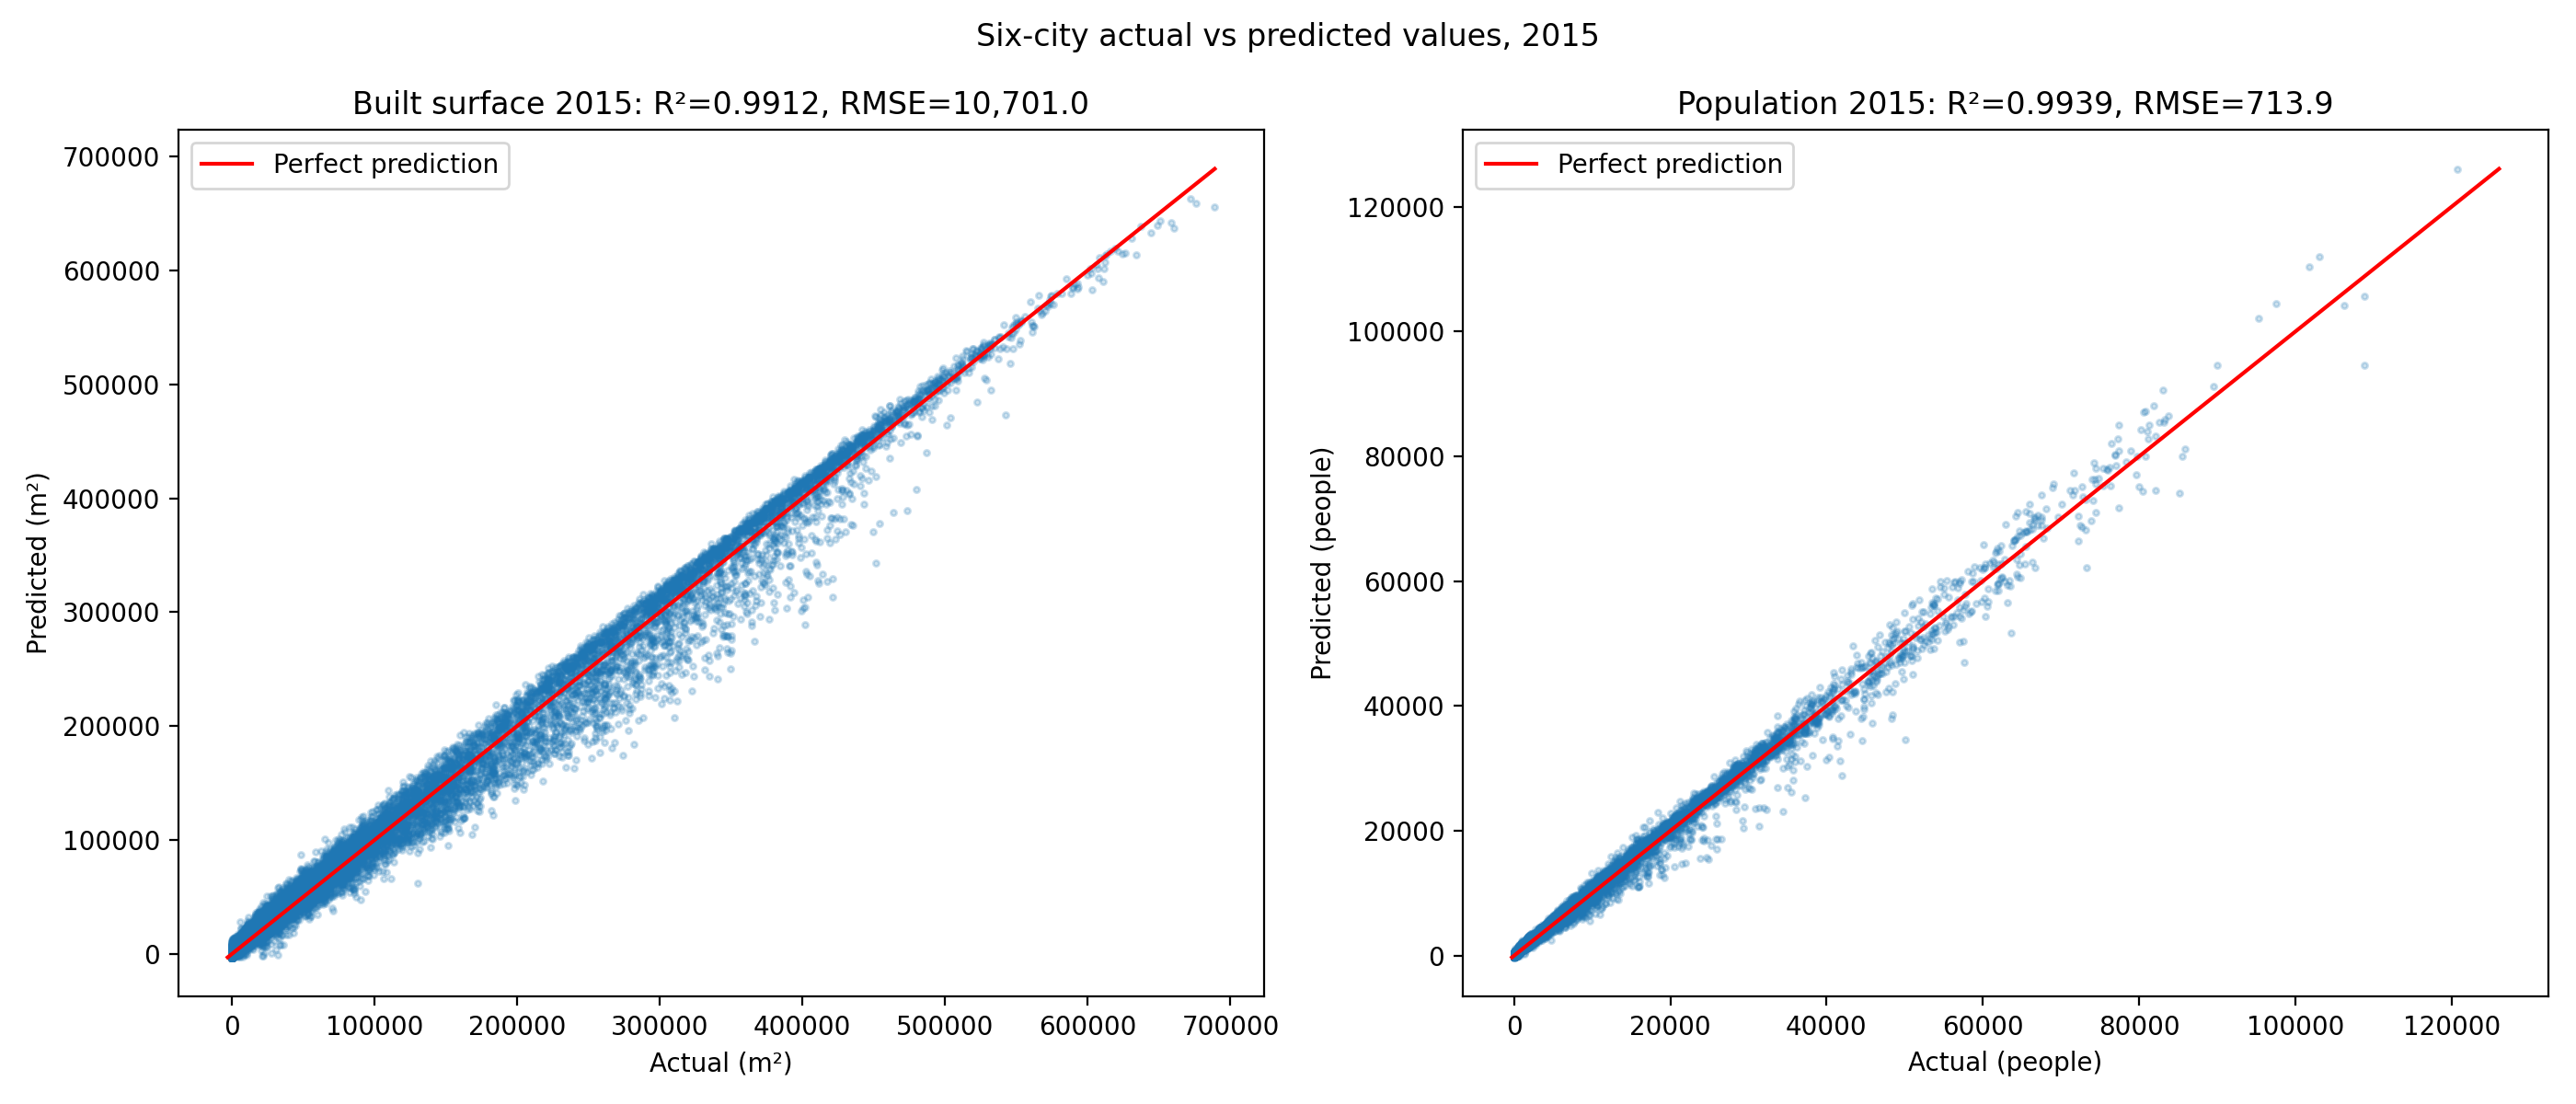 Six-city actual vs predicted values, 2015
Built surface 2015: R²=0.9912, RMSE=10,701.0
Perfect prediction
700000
600000
500000
400000
300000
200000
100000
0
Predicted (m²)
0 100000 200000 300000 400000 500000 600000 700000
Actual (m²)
Population 2015: R²=0.9939, RMSE=713.9
Perfect prediction
120000
100000
80000
60000
40000
20000
0
Predicted (people)
0 20000 40000 60000 80000 100000 120000
Actual (people)